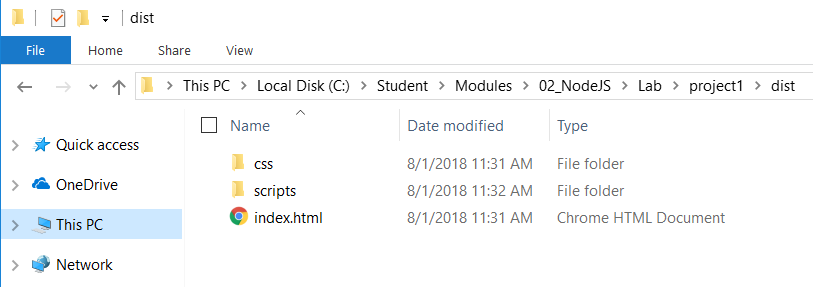 dist
File Home Share View
This PC Local Disk (C:) Student Modules 02_NodeJS Lab project1 dist
Name Date modified Type
Quick access
css 8/1/2018 11:31 AM File folder
OneDrive
scripts 8/1/2018 11:32 AM File folder
This PC
index.html 8/1/2018 11:31 AM Chrome HTML Document
Network